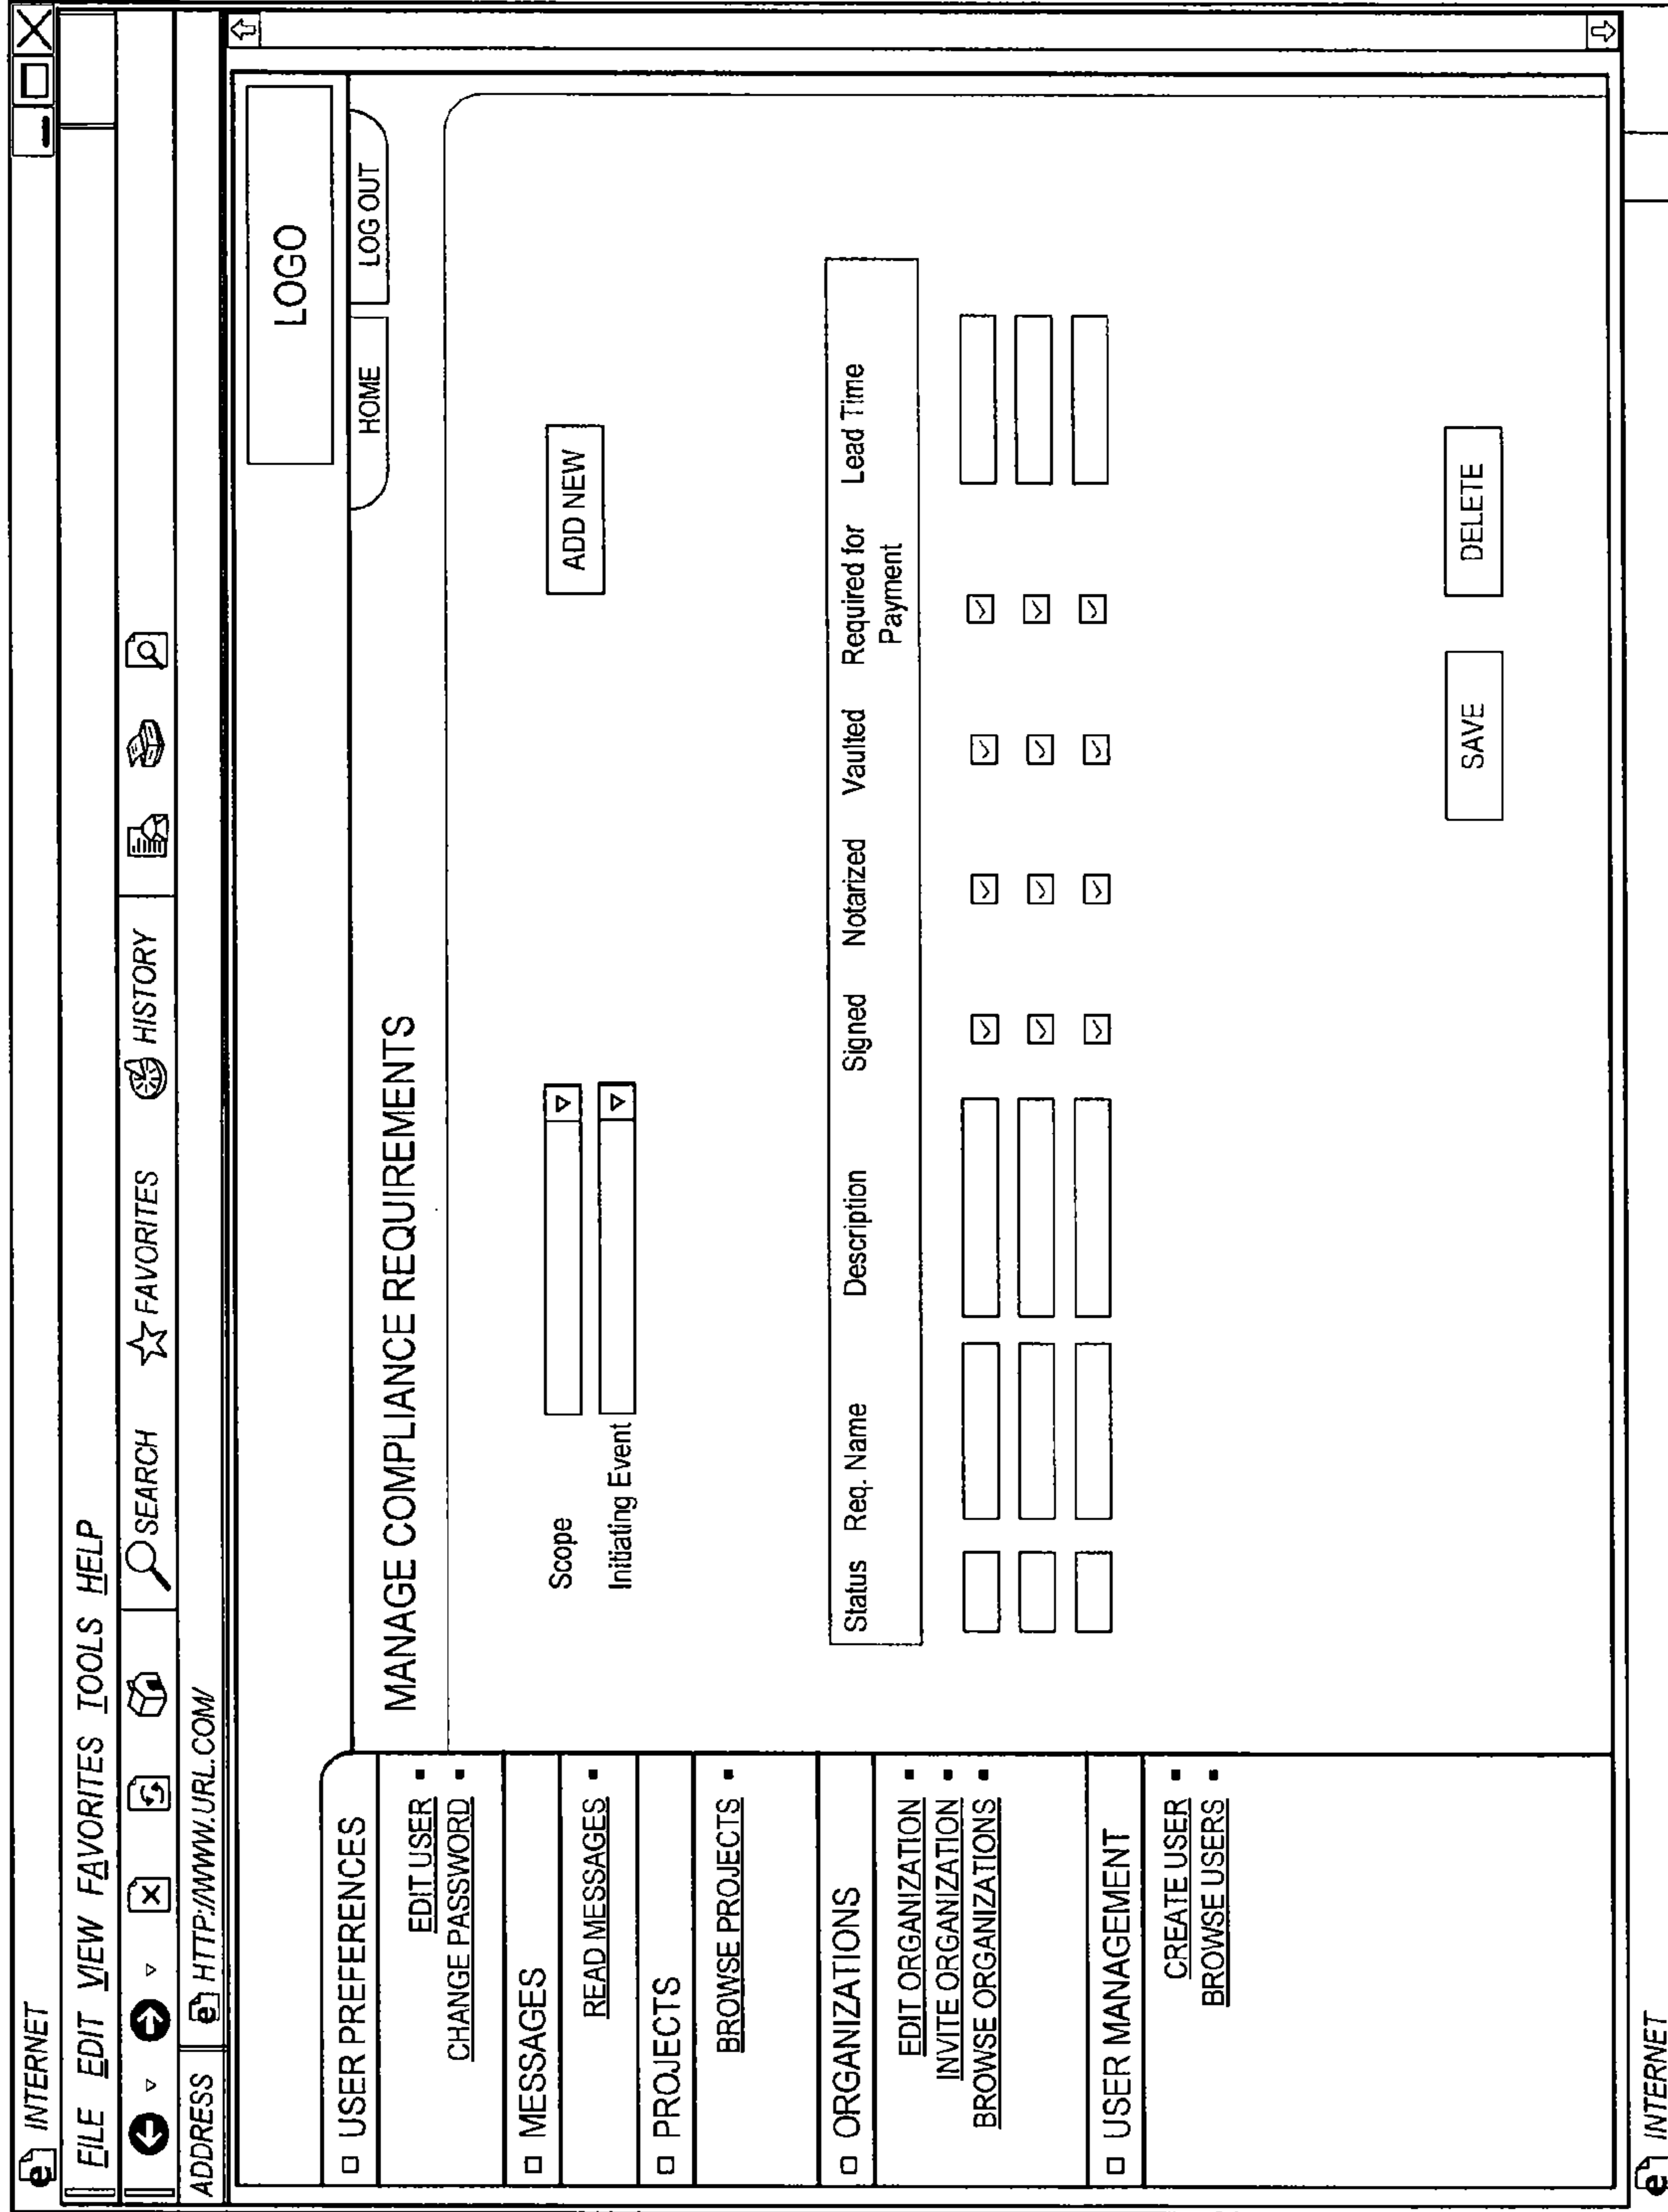 INTERNET
FILE EDIT VIEW FAVORITES TOOLS HELP
SEARCH FAVORITES HISTORY
ADDRESS HTTP://WWW.URL.COM/
LOGO
HOME LOG OUT
USER PREFERENCES
EDIT USER
CHANGE PASSWORD
MESSAGES
READ MESSAGES
PROJECTS
BROWSE PROJECTS
ORGANIZATIONS
EDIT ORGANIZATION
INVITE ORGANIZATION
BROWSE ORGANIZATIONS
USER MANAGEMENT
CREATE USER
BROWSE USERS
MANAGE COMPLIANCE REQUIREMENTS
Scope
ADD NEW
Initiating Event
Status Req. Name Description Signed Notarized Vaulted Required for Lead Time
Payment
SAVE DELETE
INTERNET